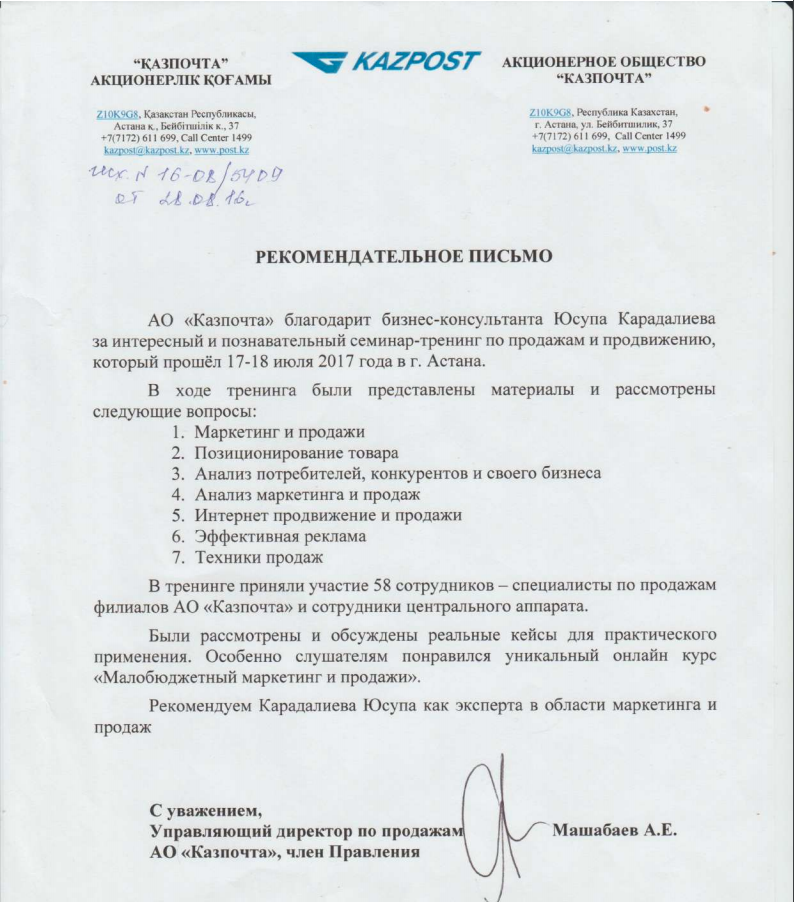 “ҚАЗПОЧТА”
АКЦИОНЕРЛІК ҚОҒАМЫ
KAZPOST
АКЦИОНЕРНОЕ ОБЩЕСТВО
“КАЗПОЧТА”
Z10K9G8, Қазақстан Республикасы,
Астана қ., Бейбітшілік к., 37
+7(7172) 611 699, Call Center 1499
kazpost@kazpost.kz, www.post.kz
Z10K9G8, Республика Казахстан,
г. Астана, ул. Бейбитшилик, 37
+7(7172) 611 699, Call Center 1499
kazpost@kazpost.kz, www.post.kz
исх. N 16-08/5409
от 28.08.16г
РЕКОМЕНДАТЕЛЬНОЕ ПИСЬМО
АО «Казпочта» благодарит бизнес-консультанта Юсупа Карадалиева
за интересный и познавательный семинар-тренинг по продажам и продвижению,
который прошёл 17-18 июля 2017 года в г. Астана.
В ходе тренинга были представлены материалы и рассмотрены
следующие вопросы:
1. Маркетинг и продажи
2. Позиционирование товара
3. Анализ потребителей, конкурентов и своего бизнеса
4. Анализ маркетинга и продаж
5. Интернет продвижение и продажи
6. Эффективная реклама
7. Техники продаж
В тренинге приняли участие 58 сотрудников – специалисты по продажам
филиалов АО «Казпочта» и сотрудники центрального аппарата.
Были рассмотрены и обсуждены реальные кейсы для практического
применения. Особенно слушателям понравился уникальный онлайн курс
«Малобюджетный маркетинг и продажи».
Рекомендуем Карадалиева Юсупа как эксперта в области маркетинга и
продаж
С уважением,
Управляющий директор по продажам Машабаев А.Е.
АО «Казпочта», член Правления